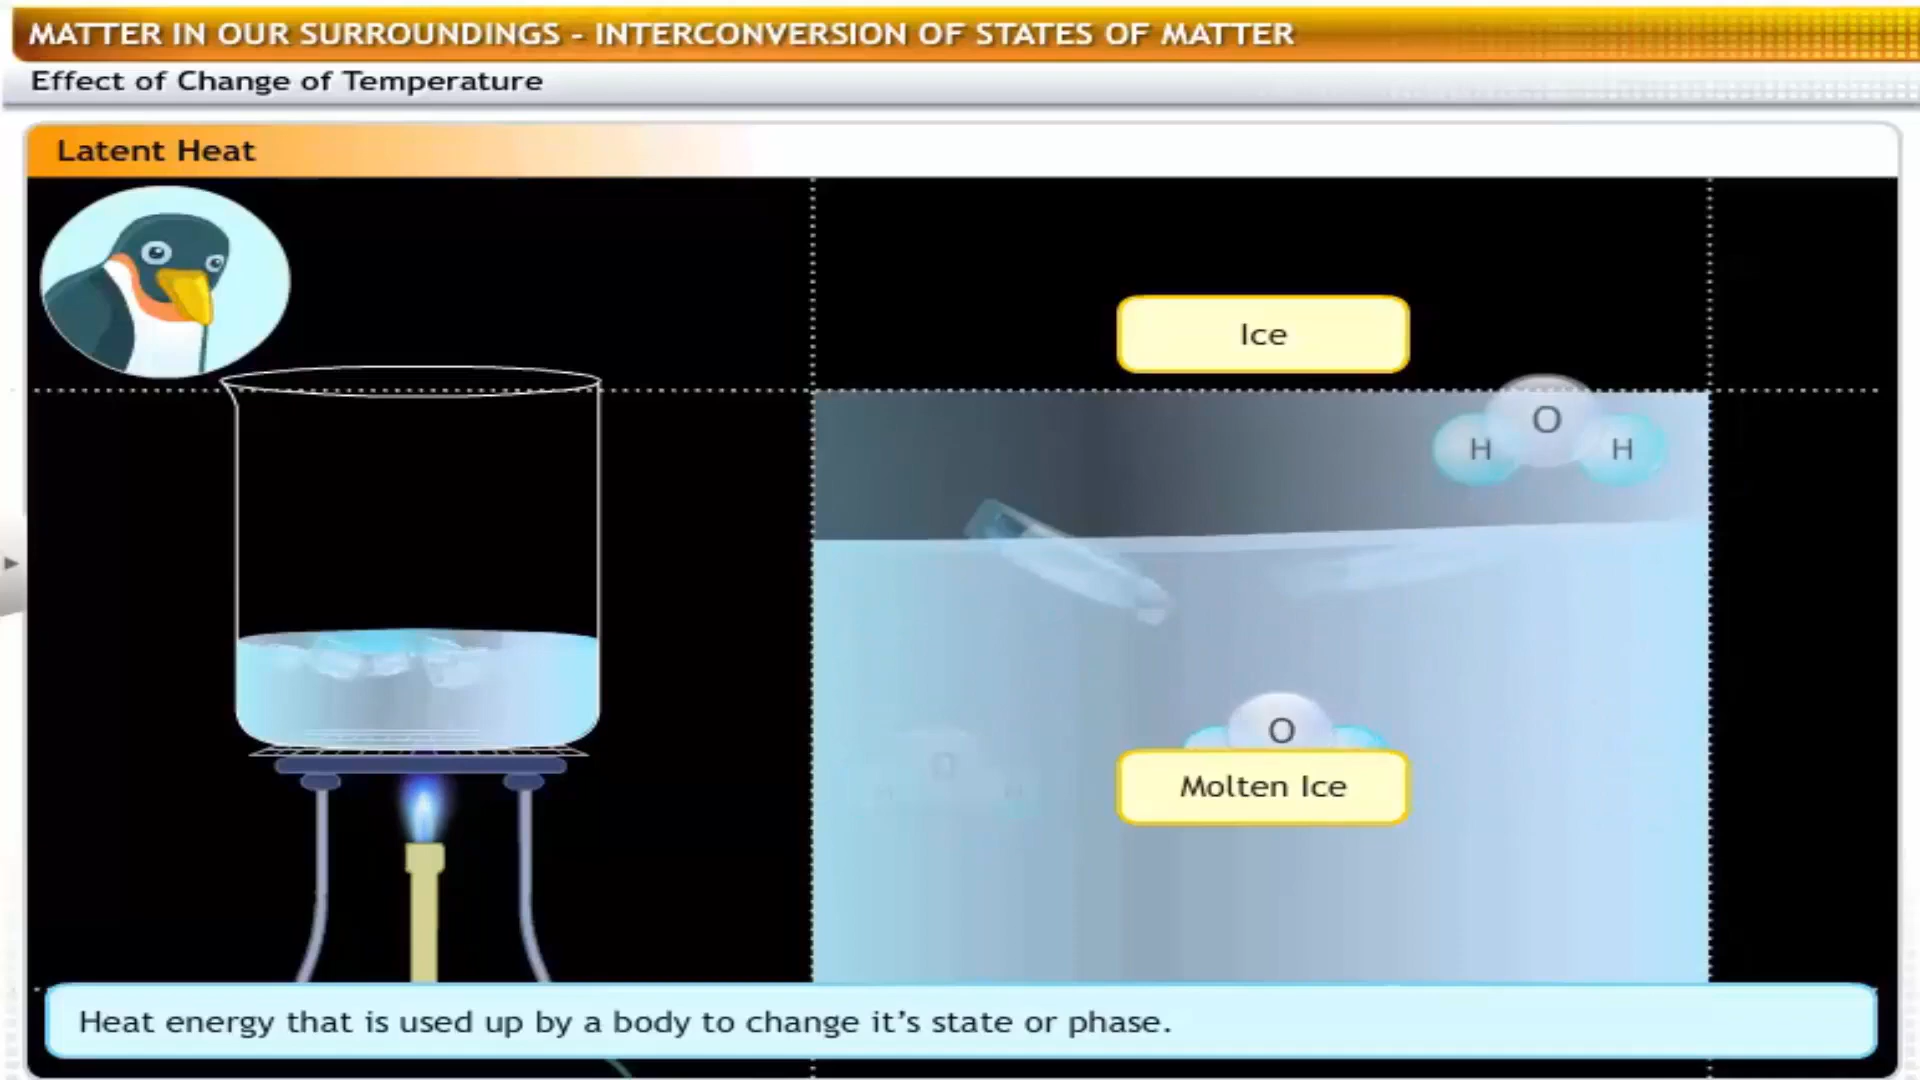 MATTER IN OUR SURROUNDINGS - INTERCONVERSION OF STATES OF MATTER
Effect of Change of Temperature
Latent Heat
Ice
O
H H
O
Molten Ice
Heat energy that is used up by a body to change it's state or phase.